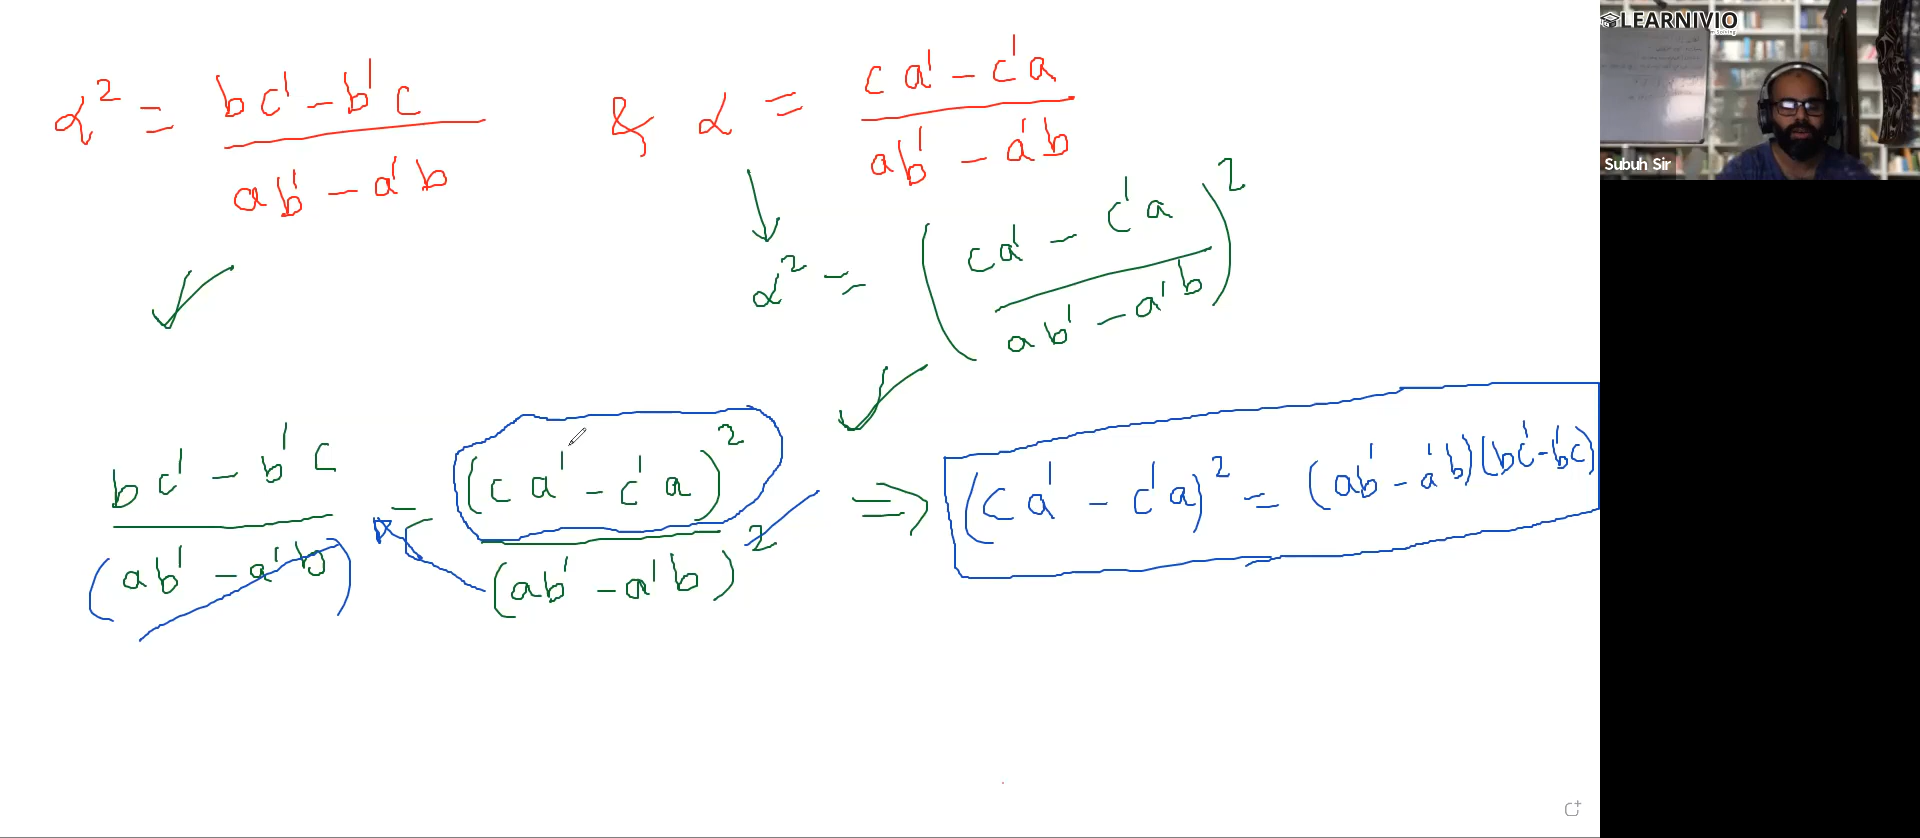 α² = (bc' - b'c) / (ab' - a'b) & α = (ca' - c'a) / (ab' - a'b)
α² = ((ca' - c'a) / (ab' - a'b))²
(bc' - b'c) / (ab' - a'b) = (ca' - c'a)² / (ab' - a'b)² ⇒ (ca' - c'a)² = (ab' - a'b)(bc' - b'c)
LEARNIVIO
Subuh Sir